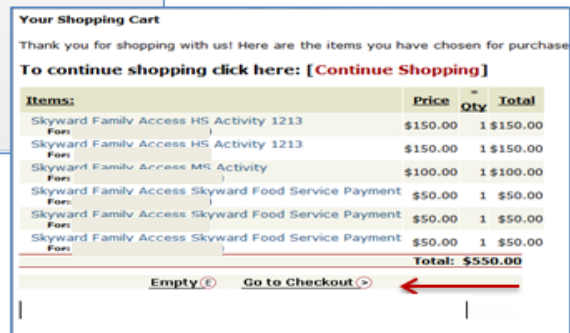 Your Shopping Cart
Thank you for shopping with us! Here are the items you have chosen for purchase
To continue shopping click here: [Continue Shopping]
Items: Price * Qty Total
Skyward Family Access HS Activity 1213 $150.00 1 $150.00
For: )
Skyward Family Access HS Activity 1213 $150.00 1 $150.00
For:
Skyward Family Access MS Activity $100.00 1 $100.00
For: )
Skyward Family Access Skyward Food Service Payment $50.00 1 $50.00
For: )
Skyward Family Access Skyward Food Service Payment $50.00 1 $50.00
For:
Skyward Family Access Skyward Food Service Payment $50.00 1 $50.00
For: )
Total: $550.00
Empty (E) Go to Checkout (>)